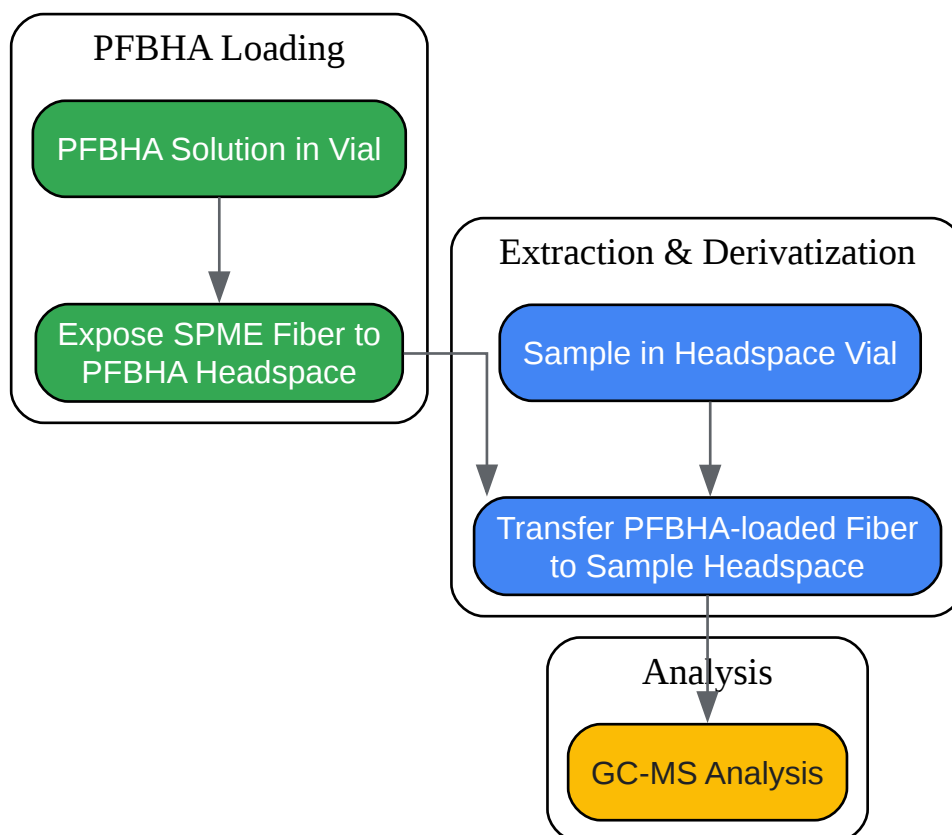 PFBHA Loading
PFBHA Solution in Vial
Expose SPME Fiber to
PFBHA Headspace
Extraction & Derivatization
Sample in Headspace Vial
Transfer PFBHA-loaded Fiber
to Sample Headspace
Analysis
GC-MS Analysis